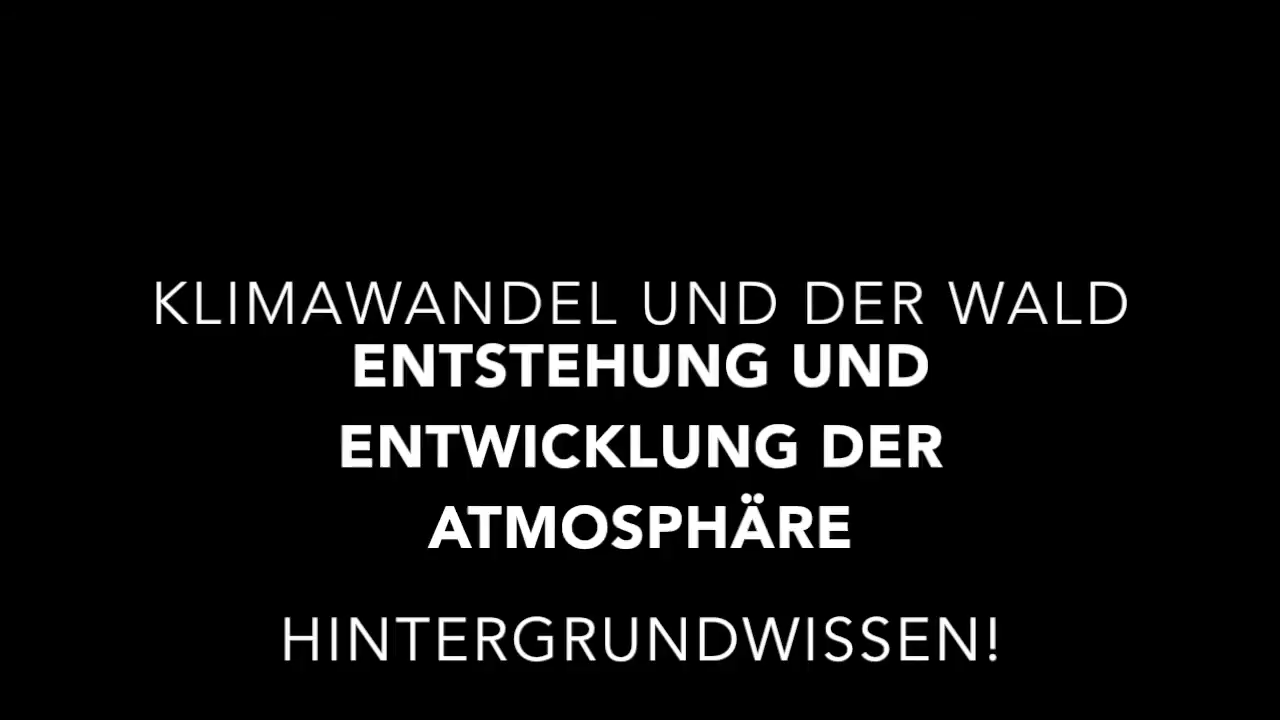 KLIMAWANDEL UND DER WALD
ENTSTEHUNG UND
ENTWICKLUNG DER
ATMOSPHÄRE
HINTERGRUNDWISSEN!